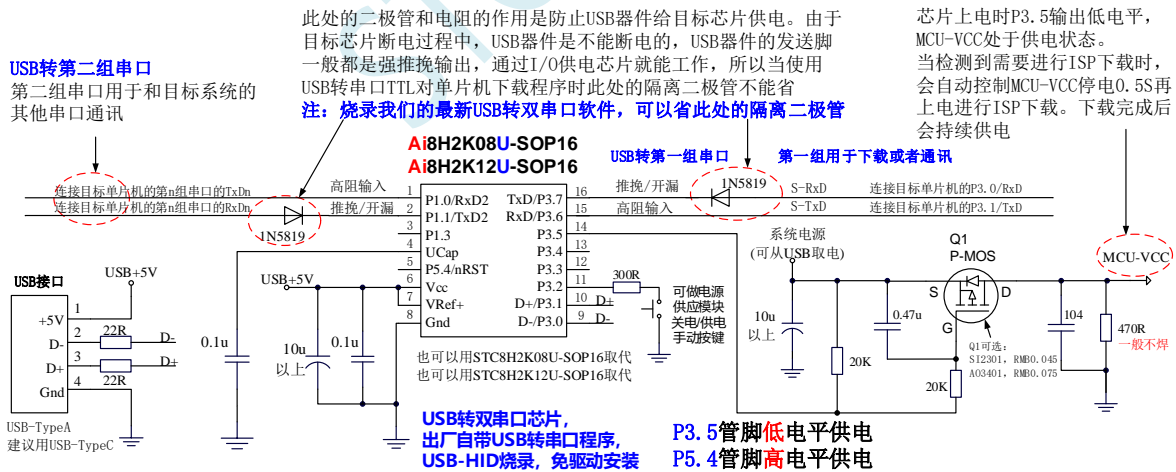 此处的二极管和电阻的作用是防止USB器件给目标芯片供电。由于
目标芯片断电过程中，USB器件是不能断电的，USB器件的发送脚
一般都是强推挽输出，通过I/O供电芯片就能工作，所以当使用
USB转串口TTL对单片机下载程序时此处的隔离二极管不能省
注：烧录我们的最新USB转双串口软件，可以省此处的隔离二极管
芯片上电时P3.5输出低电平，
MCU-VCC处于供电状态。
当检测到需要进行ISP下载时，
会自动控制MCU-VCC停电0.5S再
上电进行ISP下载。下载完成后
会持续供电
USB转第二组串口
第二组串口用于和目标系统的
其他串口通讯
Ai8H2K08U-SOP16
Ai8H2K12U-SOP16
USB转第一组串口
第一组用于下载或者通讯
连接目标单片机的第n组串口的TxDn
高阻输入
连接目标单片机的第n组串口的RxDn
推挽/开漏
1N5819
1 P1.0/RxD2
2 P1.1/TxD2
3 P1.3
4 UCap
5 P5.4/nRST
6 Vcc
7 VRef+
8 Gnd
TxD/P3.7 16
RxD/P3.6 15
P3.5 14
P3.4 13
P3.3 12
P3.2 11
D+/P3.1 10 D+
D-/P3.0 9 D-
推挽/开漏
1N5819
S-RxD
连接目标单片机的P3.0/RxD
高阻输入
S-TxD
连接目标单片机的P3.1/TxD
USB接口
USB+5V
+5V 1
D- 2 22R D-
D+ 3 22R D+
Gnd 4
USB-TypeA
建议用USB-TypeC
0.1u
USB+5V
10u
以上
0.1u
300R
可做电源
供应模块
关电/供电
手动按键
也可以用STC8H2K08U-SOP16取代
也可以用STC8H2K12U-SOP16取代
系统电源
(可从USB取电)
10u
以上
20K
0.47u
20K
Q1
P-MOS
S
D
G
Q1可选：
SI2301, RMB0.045
AO3401, RMB0.075
MCU-VCC
104
470R
一般不焊
USB转双串口芯片，
出厂自带USB转串口程序，
USB-HID烧录，免驱动安装
P3.5管脚低电平供电
P5.4管脚高电平供电